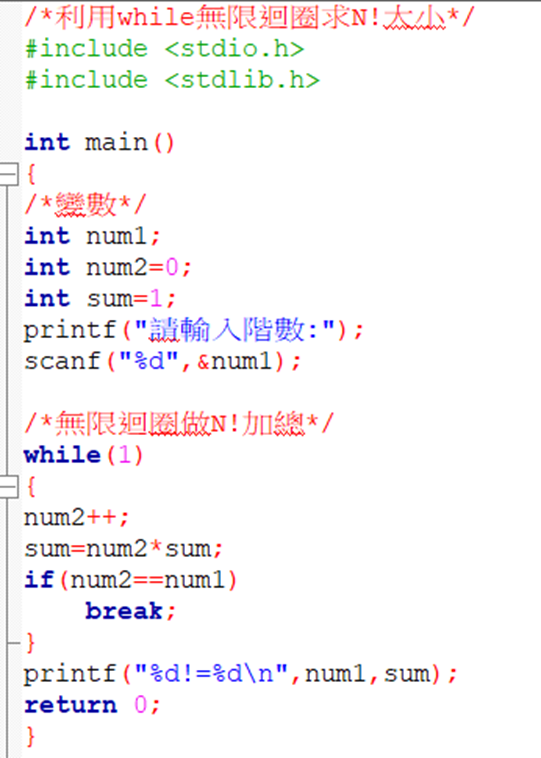 /*利用while無限迴圈求N!大小*/
#include <stdio.h>
#include <stdlib.h>
int main()
{
/*變數*/
int num1;
int num2=0;
int sum=1;
printf("請輸入階數:");
scanf("%d",&num1);
/*無限迴圈做N!加總*/
while(1)
{
num2++;
sum=num2*sum;
if(num2==num1)
    break;
}
printf("%d!=%d\n",num1,sum);
return 0;
}